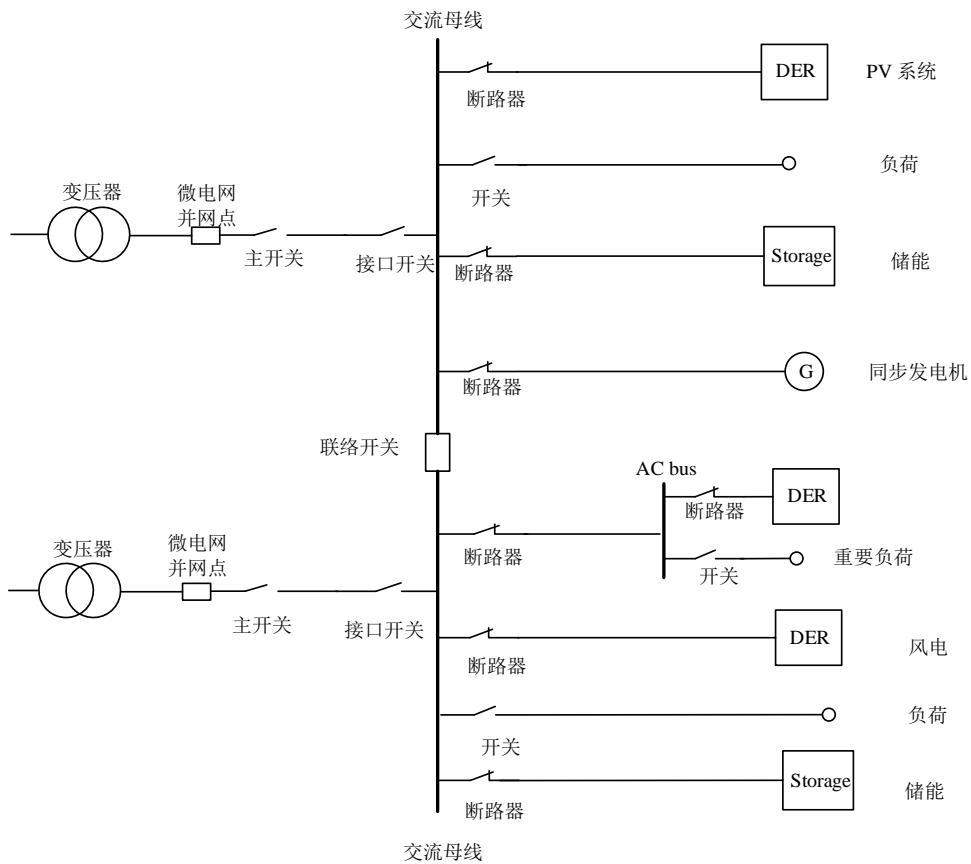 交流母线
DER
PV 系统
断路器
负荷
开关
变压器
微电网
并网点
主开关
接口开关
断路器
Storage
储能
断路器
G
同步发电机
联络开关
AC bus
断路器
DER
断路器
开关
重要负荷
变压器
微电网
并网点
主开关
接口开关
断路器
DER
风电
开关
负荷
断路器
Storage
储能
交流母线